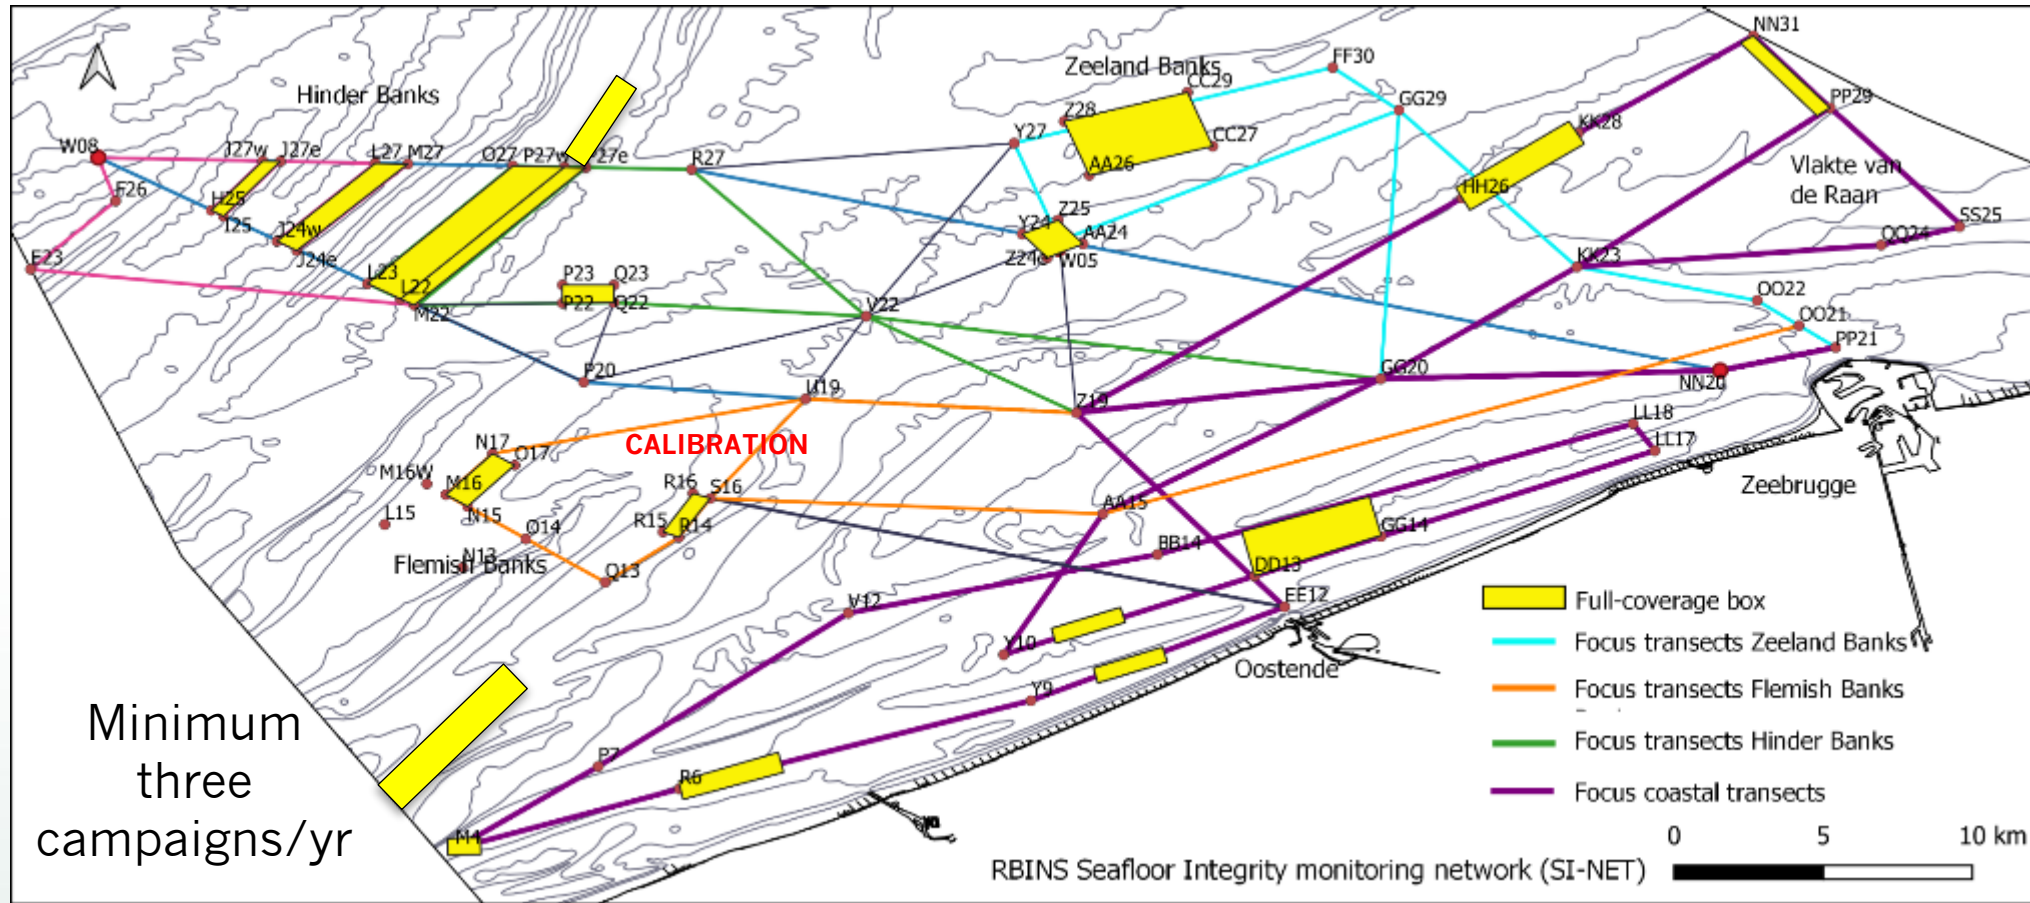 NN31
FF30
Zeeland Banks
CC29
Hinder Banks
Z28
GG29
PP29
KK28
Y27
CC27
W08
J27w
J27e
L27
M27
O27
P27w
P27e
R27
AA26
Vlakte van
de Raan
F26
HH26
H25
I25
Z25
SS25
J24w
J24e
Y24
AA24
OQ24
Z24e
W05
E23
L23
P23
Q23
KK23
L22
M22
P22
Q22
V22
OO22
OO21
PP21
P20
GG20
NN20
U19
Z19
LL18
LL17
N17
O17
CALIBRATION
M16W
M16
R16
S16
Zeebrugge
L15
N15
R15
R14
AA15
O14
GG14
BB14
N13
Flemish Banks
Q13
DD13
V12
EE12
Full-coverage box
Y10
Oostende
Focus transects Zeeland Banks
Y9
Focus transects Flemish Banks
Minimum
three
campaigns/yr
Focus transects Hinder Banks
P7
R6
Focus coastal transects
M4
0 5 10 km
RBINS Seafloor Integrity monitoring network (SI-NET)